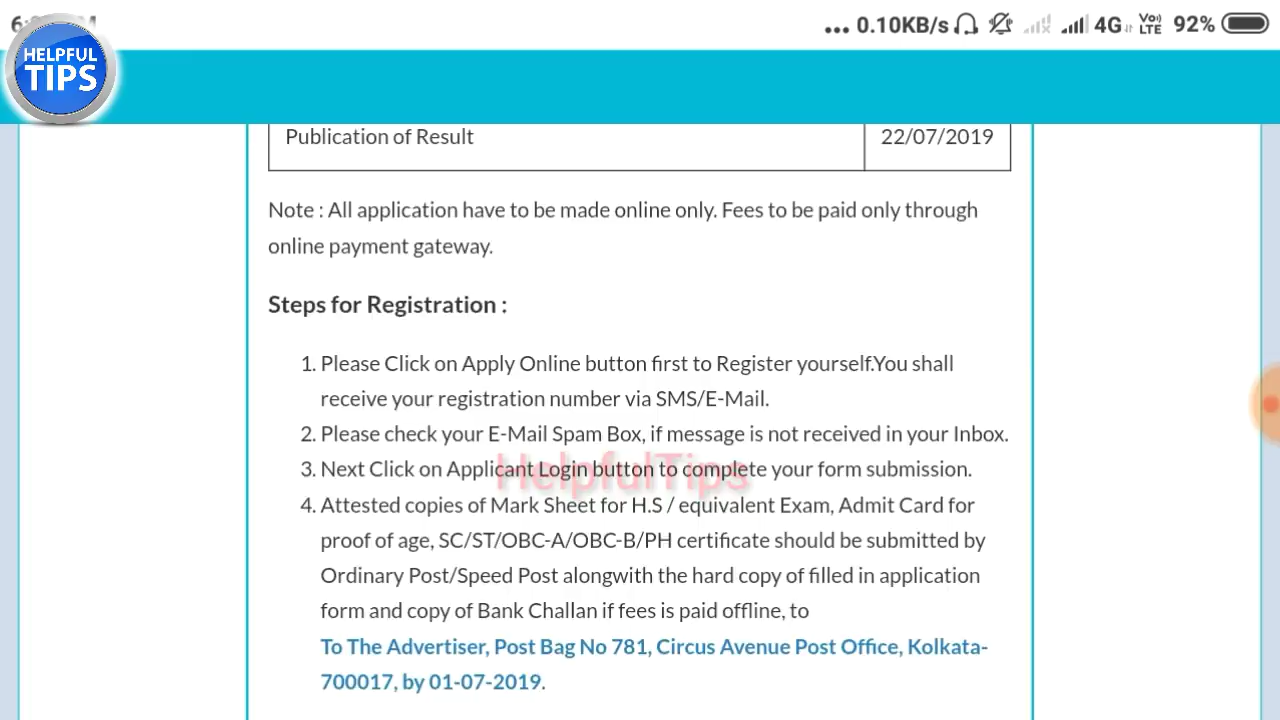 0.10KB/s 4G Vo) LTE 92%
HELPFUL
TIPS
Publication of Result 22/07/2019
Note : All application have to be made online only. Fees to be paid only through
online payment gateway.
Steps for Registration :
1. Please Click on Apply Online button first to Register yourself.You shall
receive your registration number via SMS/E-Mail.
2. Please check your E-Mail Spam Box, if message is not received in your Inbox.
3. Next Click on Applicant Login button to complete your form submission.
HelpfulTips
4. Attested copies of Mark Sheet for H.S / equivalent Exam, Admit Card for
proof of age, SC/ST/OBC-A/OBC-B/PH certificate should be submitted by
Ordinary Post/Speed Post alongwith the hard copy of filled in application
form and copy of Bank Challan if fees is paid offline, to
To The Advertiser, Post Bag No 781, Circus Avenue Post Office, Kolkata-
700017, by 01-07-2019.